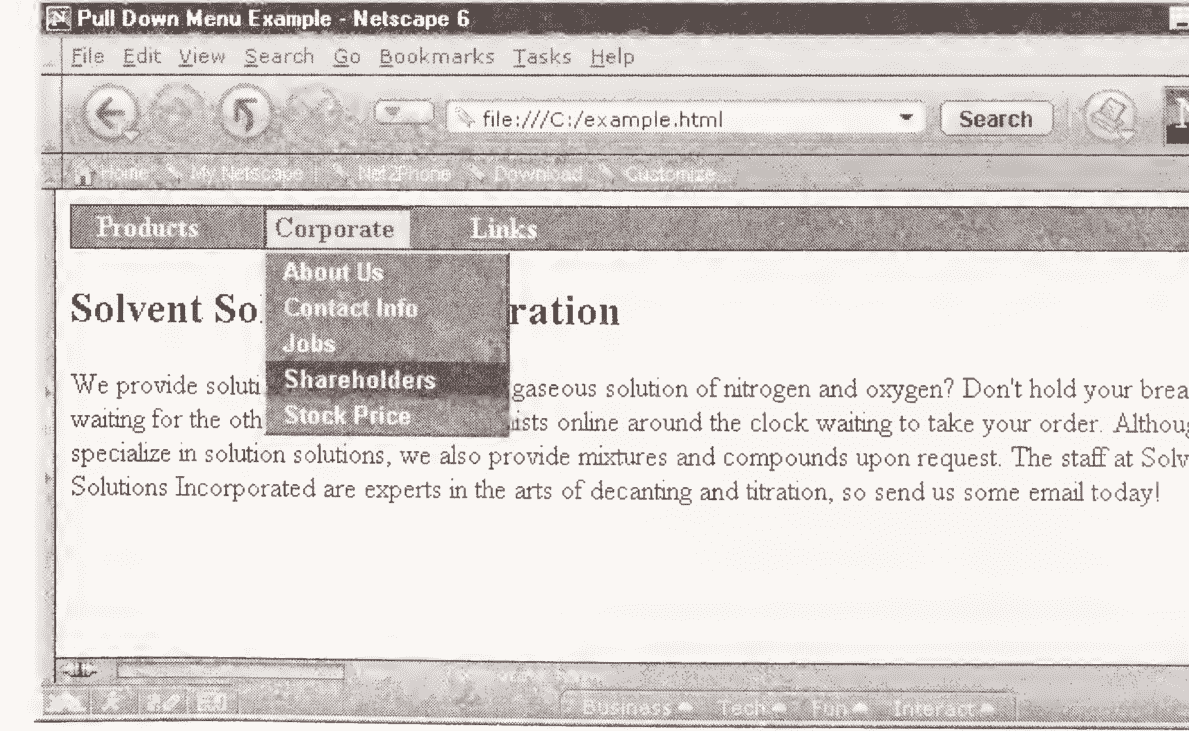 Pull Down Menu Example - Netscape 6
File Edit View Search Go Bookmarks Tasks Help
file:///C:/example.html Search
Home My Netscape Net2Phone Download Customize...
Products Corporate Links
About Us
Contact Info
Jobs
Shareholders
Stock Price
Solvent So ration
We provide soluti gaseous solution of nitrogen and oxygen? Don't hold your brea
waiting for the oth ists online around the clock waiting to take your order. Althoug
specialize in solution solutions, we also provide mixtures and compounds upon request. The staff at Solv
Solutions Incorporated are experts in the arts of decanting and titration, so send us some email today!
Business Tech Fun Interact